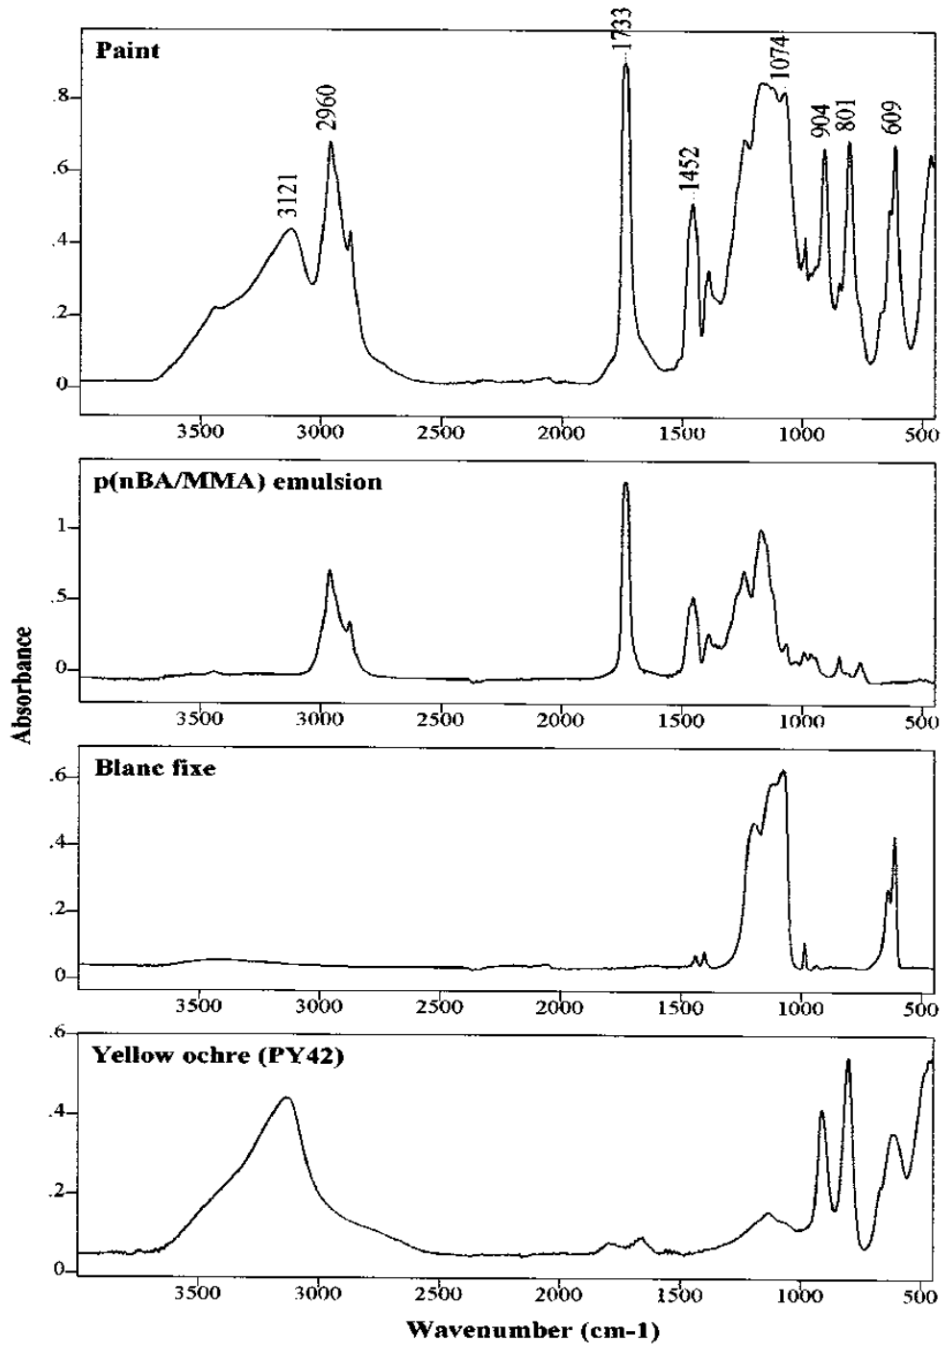 Paint
3121
2960
1733
1452
1074
904
801
609
.8
.6
.4
.2
0
3500 3000 2500 2000 1500 1000 500
p(nBA/MMA) emulsion
1
.5
0
3500 3000 2500 2000 1500 1000 500
Absorbance
Blanc fixe
.6
.4
.2
0
3500 3000 2500 2000 1500 1000 500
Yellow ochre (PY42)
.6
.4
.2
0
3500 3000 2500 2000 1500 1000 500
Wavenumber (cm-1)